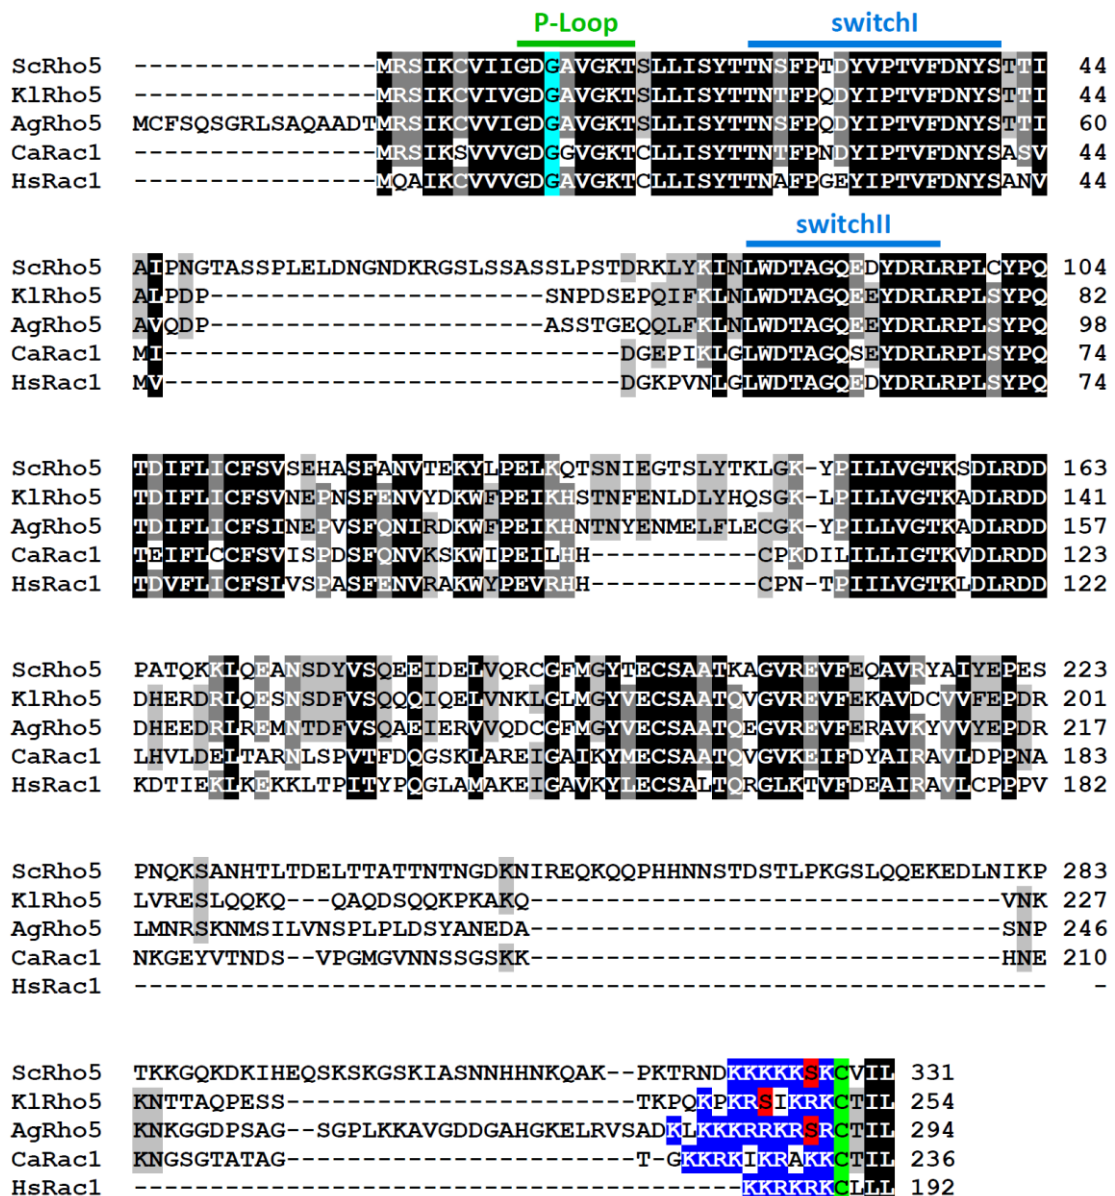 P-Loop switchI
ScRho5 ----------------MRSIKCVIIGDGAVGKTSLLISYTTNSFPTDYVPTVFDNYSTTI 44
KlRho5 ----------------MRSIKCVIVGDGAVGKTSLLISYTTNTFPQDYIPTVFDNYSTTI 44
AgRho5 MCFSQSGRLSAQAADTMRSIKCVVIGDGAVGKTSLLISYTTNSFPQDYIPTVFDNYSTTI 60
CaRac1 ----------------MRSIKSVVVGDGGVGKTCLLISYTTNTFPNDYIPTVFDNYSASV 44
HsRac1 ----------------MQAIKCVVVGDGAVGKTCLLISYTTNAFPGEYIPTVFDNYSANV 44
switchII
ScRho5 AIPNGTASSPLELDNGNDKRGSLSSASSLPSTDRKLYKINLWDTAGQEDYDRLRPLCYPQ 104
KlRho5 ALPDP----------------------SNPDSEPQIFKLNLWDTAGQEEYDRLRPLSYPQ 82
AgRho5 AVQDP----------------------ASSTGEQQLFKLNLWDTAGQEEYDRLRPLSYPQ 98
CaRac1 MI------------------------------DGEPIKLGLWDTAGQSEYDRLRPLSYPQ 74
HsRac1 MV------------------------------DGKPVNLGLWDTAGQEDYDRLRPLSYPQ 74
ScRho5 TDIFLICFSVSEHASFANVTEKYLPELKQTSNIEGTSLYTKLGK-YPILLVGTKSDLRDD 163
KlRho5 TDIFLICFSVNEPNSFENVYDKWFPEIKHSTNFENLDLYHQSGK-LPILLVGTKADLRDD 141
AgRho5 TDIFLICFSINEPVSFQNIRDKWFPEIKHNTNYENMELFLECGK-YPILLVGTKADLRDD 157
CaRac1 TEIFLCCFSVISPDSFQNVKSKWIPEILHH-----------CPKDILILLIGTKVDLRDD 123
HsRac1 TDVFLICFSLVSPASFENVRAKWYPEVRHH-----------CPN-TPIILVGTKLDLRDD 122
ScRho5 PATQKKLQEANSDYVSQEEIDELVQRCGFMGYTECSAATKAGVREVFEQAVRYAIYEPES 223
KlRho5 DHERDRLQESNSDFVSQQQIQELVNKLGLMGYVECSAATQVGVREVFEKAVDCVVFEPDR 201
AgRho5 DHEEDRLREMNTDFVSQAEIERVVQDCGFMGYVECSAATQEGVREVFERAVKYVVYEPDR 217
CaRac1 LHVLDELTARNLSPVTFDQGSKLAREIGAIKYMECSAATQVGVKEIFDYAIRAVLDPPNA 183
HsRac1 KDTIEKLKEKKLTPITYPQGLAMAKEIGAVKYLECSALTQRGLKTVFDEAIRAVLCPPPV 182
ScRho5 PNQKSANHTLTDELTTATTNTNGDKNIREQKQQPHHNNSTDSTLPKGSLQQEKEDLNIKP 283
KlRho5 LVRESLQQKQ---QAQDSQQKPKAKQ-------------------------------VNK 227
AgRho5 LMNRSKNMSILVNSPLPLDSYANEDA-------------------------------SNP 246
CaRac1 NKGEYVTNDS--VPGMGVNNSSGSKK-------------------------------HNE 210
HsRac1 ------------------------------------------------------------ -
ScRho5 TKKGQKDKIHEQSKSKGSKIASNNHHNKQAK--PKTRNDKKKKKSKCVIL 331
KlRho5 KNTTAQPESS-----------------------TKPQKPKRSIKRKCTIL 254
AgRho5 KNKGGDPSAG--SGPLKKAVGDDGAHGKELRVSADKLKKKRRKRSRCTIL 294
CaRac1 KNGSGTATAG-----------------------T-GKKRKIKRAKKCTIL 236
HsRac1 ----------------------------------------KKRKRKCLLL 192